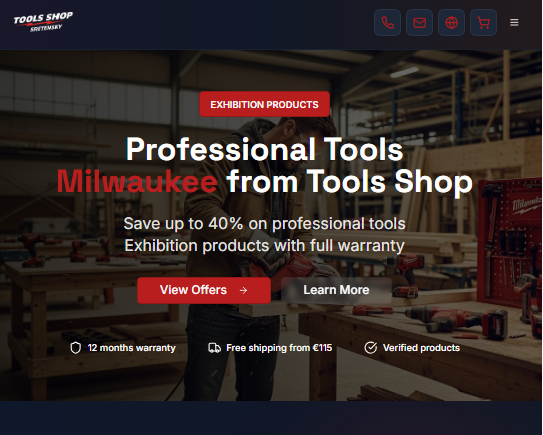 TOOLS SHOP
SRETENSKY
EXHIBITION PRODUCTS
Professional Tools
Milwaukee from Tools Shop
Save up to 40% on professional tools
Exhibition products with full warranty
View Offers →
Learn More
12 months warranty
Free shipping from €115
Verified products
Milwaukee